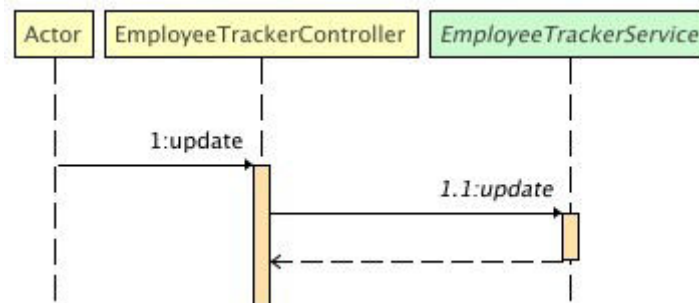 Actor
EmployeeTrackerController
EmployeeTrackerService
1:update
1.1:update